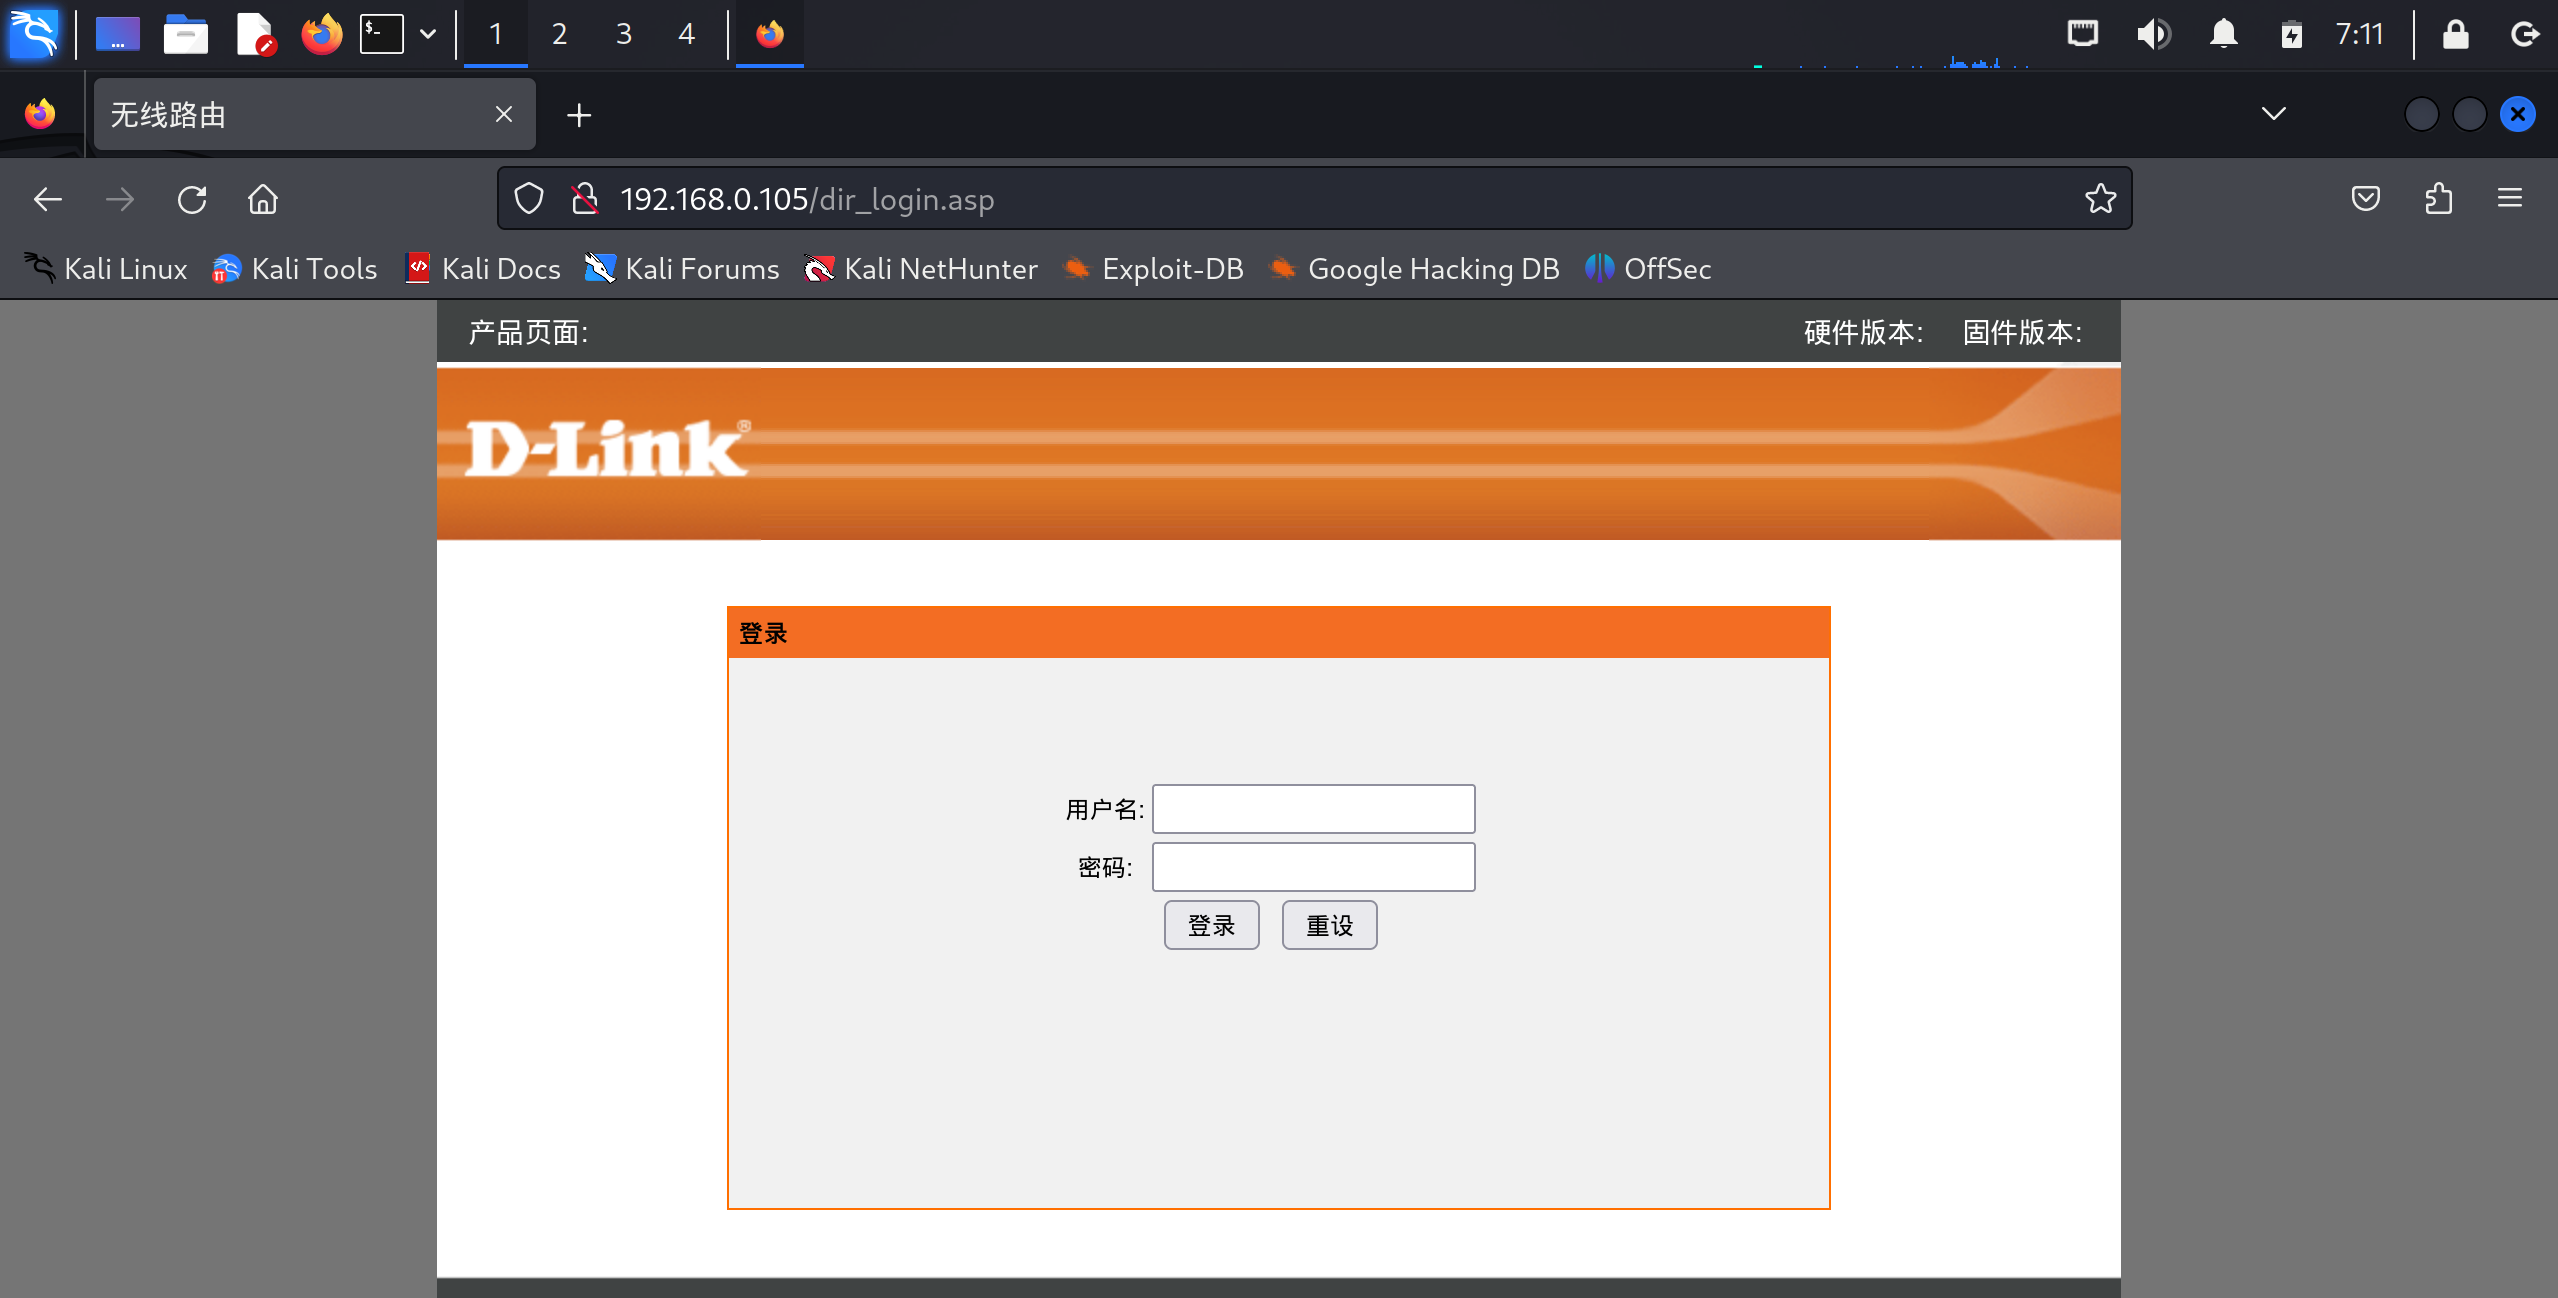 1 2 3 4 7:11
无线路由
192.168.0.105/dir_login.asp
Kali Linux Kali Tools Kali Docs Kali Forums Kali NetHunter Exploit-DB Google Hacking DB OffSec
产品页面: 硬件版本: 固件版本:
D-Link®
登录
用户名:
密码:
登录 重设